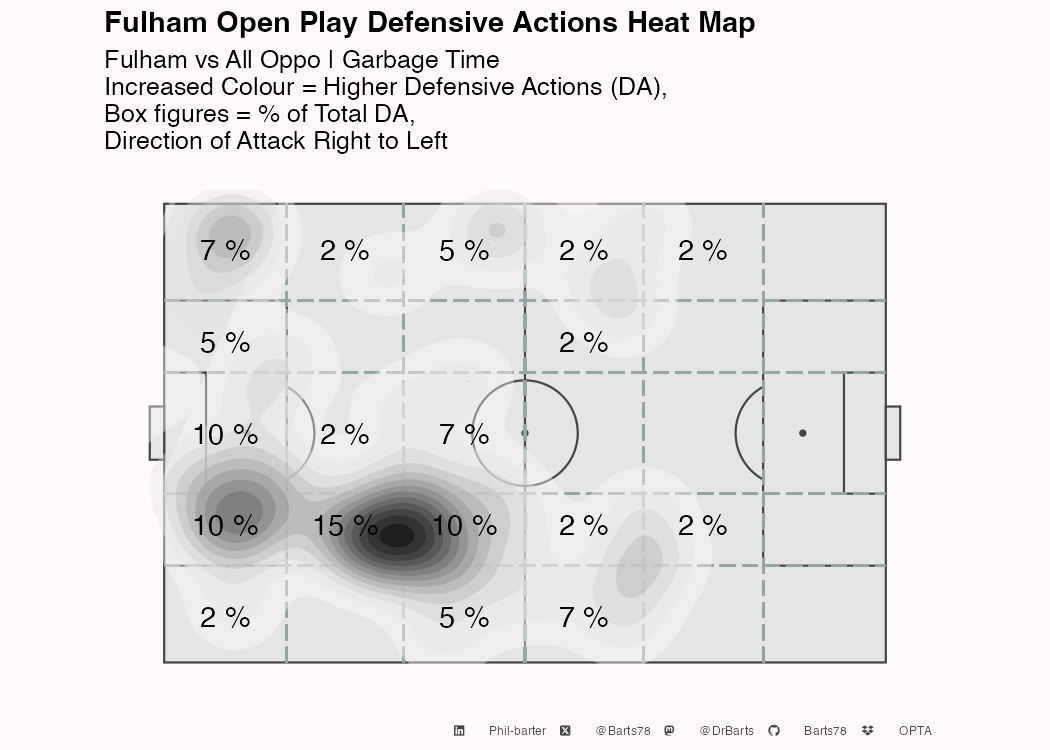 Fulham Open Play Defensive Actions Heat Map
Fulham vs All Oppo | Garbage Time
Increased Colour = Higher Defensive Actions (DA),
Box figures = % of Total DA,
Direction of Attack Right to Left
7 % 2 % 5 % 2 % 2 %
5 % 2 %
10 % 2 % 7 %
10 % 15 % 10 % 2 % 2 %
2 % 5 % 7 %
Phil-barter @Barts78 @DrBarts Barts78 OPTA